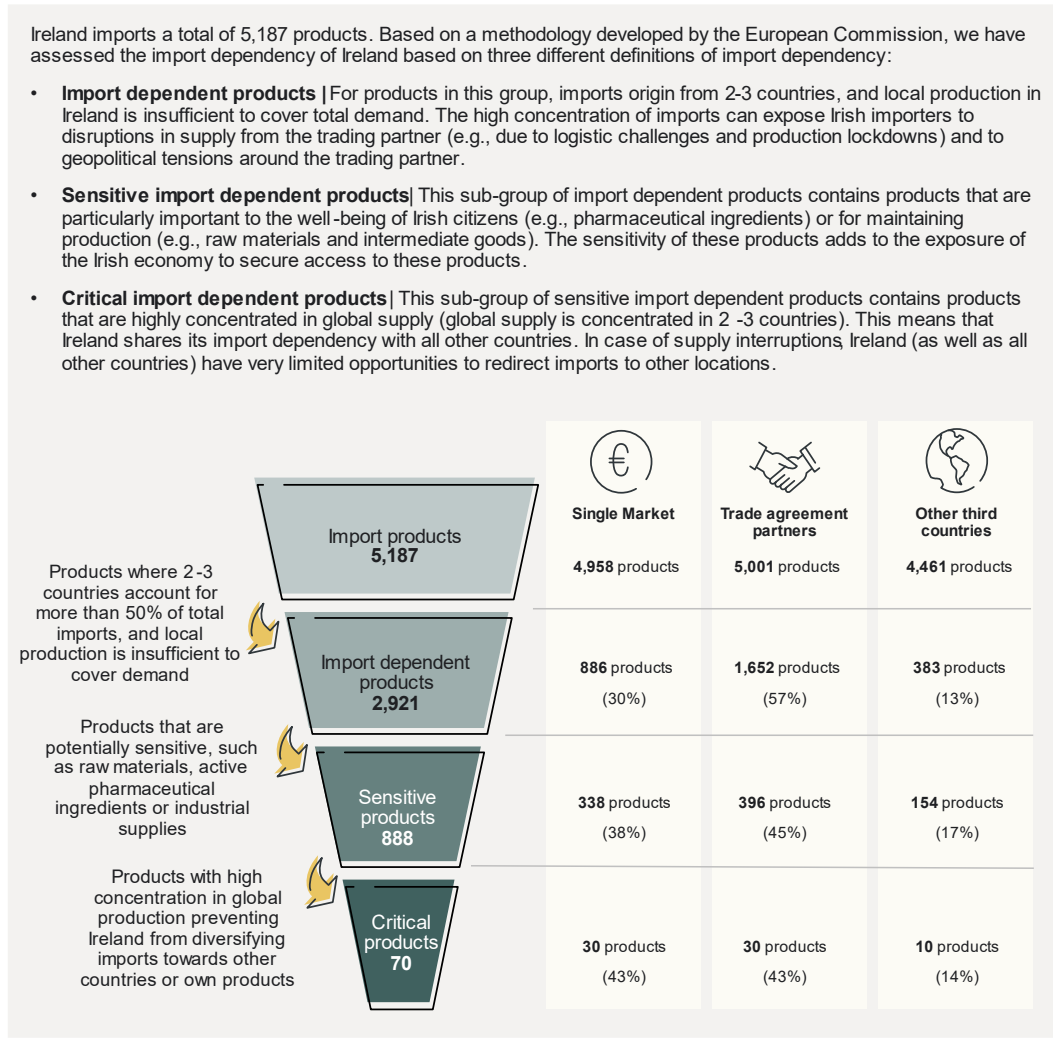 Ireland imports a total of 5,187 products. Based on a methodology developed by the European Commission, we have
assessed the import dependency of Ireland based on three different definitions of import dependency:
• Import dependent products | For products in this group, imports origin from 2-3 countries, and local production in
Ireland is insufficient to cover total demand. The high concentration of imports can expose Irish importers to
disruptions in supply from the trading partner (e.g., due to logistic challenges and production lockdowns) and to
geopolitical tensions around the trading partner.
• Sensitive import dependent products| This sub-group of import dependent products contains products that are
particularly important to the well-being of Irish citizens (e.g., pharmaceutical ingredients) or for maintaining
production (e.g., raw materials and intermediate goods). The sensitivity of these products adds to the exposure of
the Irish economy to secure access to these products.
• Critical import dependent products| This sub-group of sensitive import dependent products contains products
that are highly concentrated in global supply (global supply is concentrated in 2 -3 countries). This means that
Ireland shares its import dependency with all other countries. In case of supply interruptions, Ireland (as well as all
other countries) have very limited opportunities to redirect imports to other locations.
€
Single Market
Trade agreement
partners
Other third
countries
Import products
5,187
4,958 products
5,001 products
4,461 products
Products where 2-3
countries account for
more than 50% of total
imports, and local
production is insufficient to
cover demand
Import dependent
products
2,921
886 products
(30%)
1,652 products
(57%)
383 products
(13%)
Products that are
potentially sensitive, such
as raw materials, active
pharmaceutical
ingredients or industrial
supplies
Sensitive
products
888
338 products
(38%)
396 products
(45%)
154 products
(17%)
Products with high
concentration in global
production preventing
Ireland from diversifying
imports towards other
countries or own products
Critical
products
70
30 products
(43%)
30 products
(43%)
10 products
(14%)